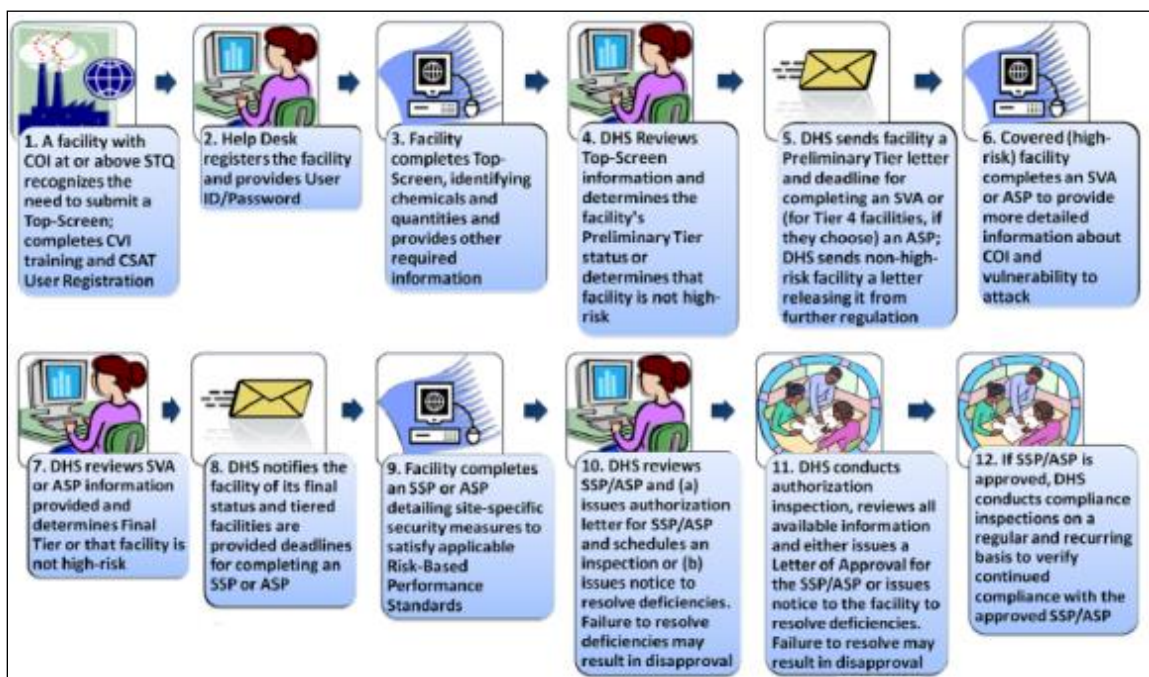 1. A facility with
COI at or above STQ
recognizes the
need to submit a
Top-Screen;
completes CVI
training and CSAT
User Registration
2. Help Desk
registers the facility
and provides User
ID/Password
3. Facility
completes Top-
Screen, identifying
chemicals and
quantities and
provides other
required
information
4. DHS Reviews
Top-Screen
information and
determines the
facility's
Preliminary Tier
status or
determines that
facility is not high-
risk
5. DHS sends facility a
Preliminary Tier letter
and deadline for
completing an SVA or
(for Tier 4 facilities, if
they choose) an ASP;
DHS sends non-high-
risk facility a letter
releasing it from
further regulation
6. Covered (high-
risk) facility
completes an SVA
or ASP to provide
more detailed
information about
COI and
vulnerability to
attack
7. DHS reviews SVA
or ASP information
provided and
determines Final
Tier or that facility is
not high-risk
8. DHS notifies the
facility of its final
status and tiered
facilities are
provided deadlines
for completing an
SSP or ASP
9. Facility completes
an SSP or ASP
detailing site-specific
security measures to
satisfy applicable
Risk-Based
Performance
Standards
10. DHS reviews
SSP/ASP and (a)
issues authorization
letter for SSP/ASP
and schedules an
inspection or (b)
issues notice to
resolve deficiencies.
Failure to resolve
deficiencies may
result in disapproval
11. DHS conducts
authorization
inspection, reviews all
available information
and either issues a
Letter of Approval for
the SSP/ASP or issues
notice to the facility to
resolve deficiencies.
Failure to resolve may
result in disapproval
12. If SSP/ASP is
approved, DHS
conducts compliance
inspections on a
regular and recurring
basis to verify
continued
compliance with the
approved SSP/ASP